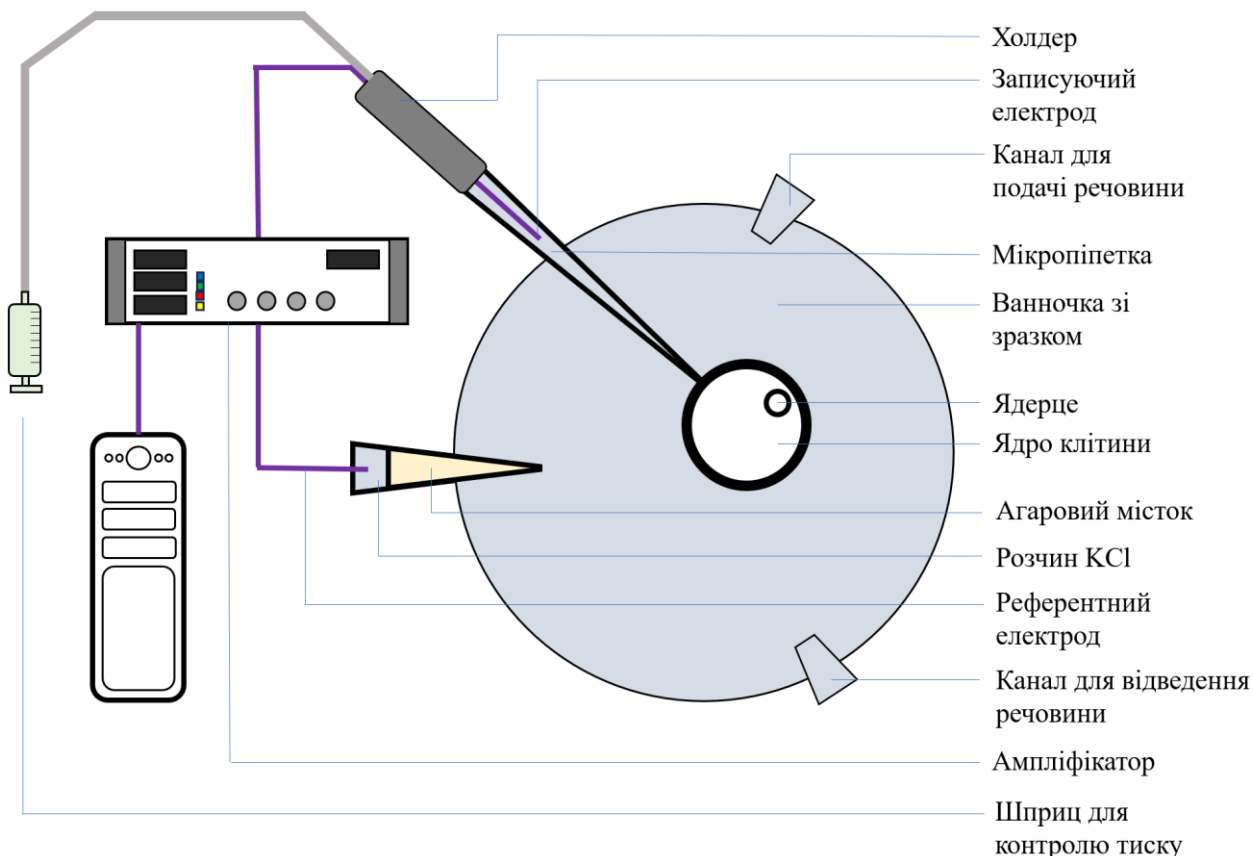 Холдер
Записуючий
електрод
Канал для
подачі речовини
Мікропіпетка
Ванночка зі
зразком
Ядерце
Ядро клітини
Агаровий місток
Розчин KCl
Референтний
електрод
Канал для відведення
речовини
Ампліфікатор
Шприц для
контролю тиску